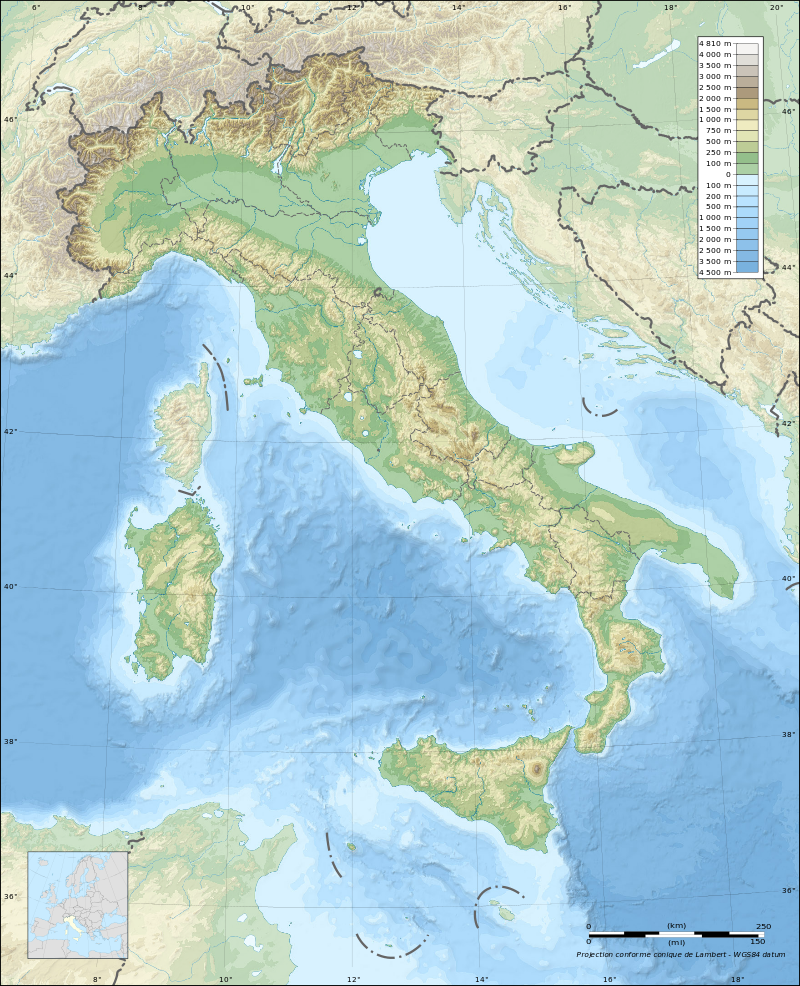 6° 8° 10° 12° 14° 16° 18° 20°
4 810 m
4 000 m
3 500 m
3 000 m
2 500 m
2 000 m
1 500 m
1 000 m
750 m
500 m
250 m
100 m
0
100 m
200 m
500 m
1 000 m
1 500 m
2 000 m
2 500 m
3 000 m
3 500 m
4 500 m
46° 46°
44° 44°
42° 42°
40° 40°
38° 38°
36° 36°
(km) 250
0
0 (mi) 150
Projection conforme conique de Lambert - WGS84 datum
8° 10° 12° 14° 16° 18°